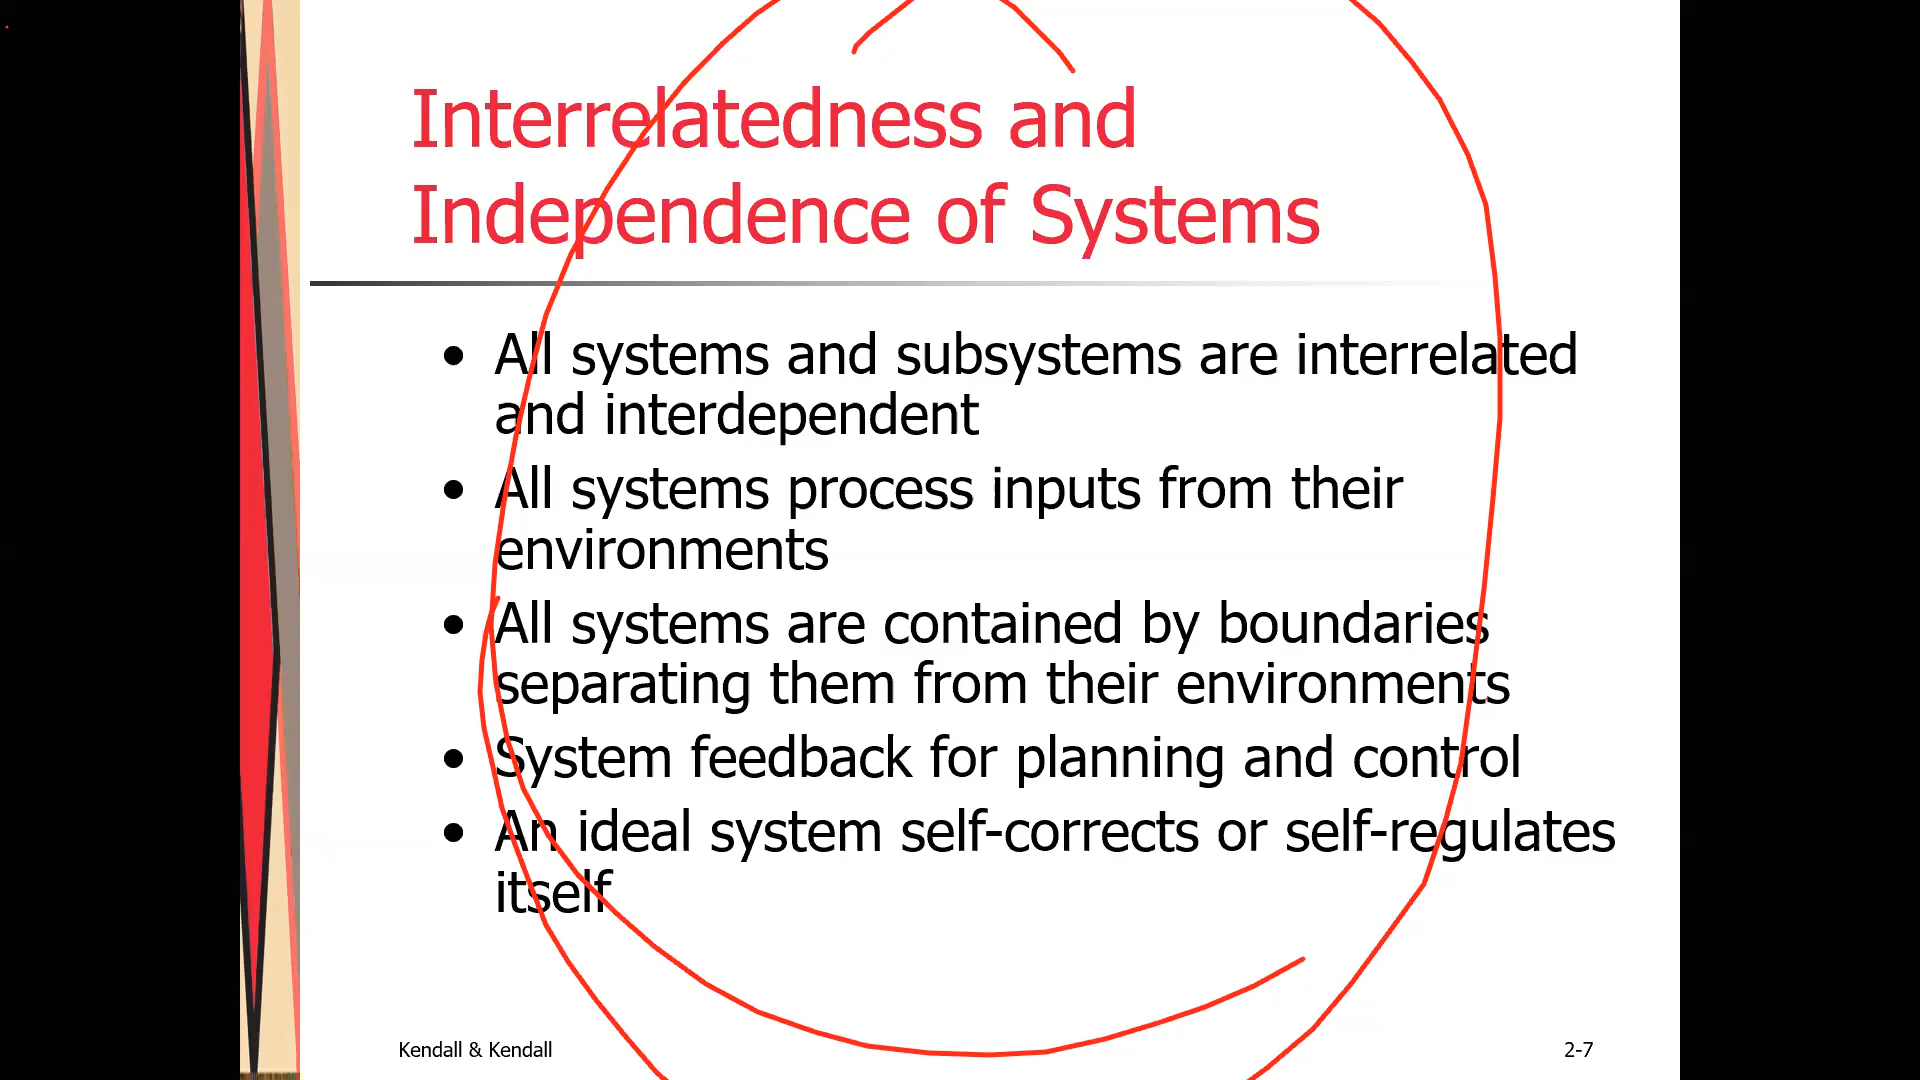 Interrelatedness and
Independence of Systems
• All systems and subsystems are interrelated
and interdependent
• All systems process inputs from their
environments
• All systems are contained by boundaries
separating them from their environments
• System feedback for planning and control
• An ideal system self-corrects or self-regulates
itself
Kendall & Kendall
2-7